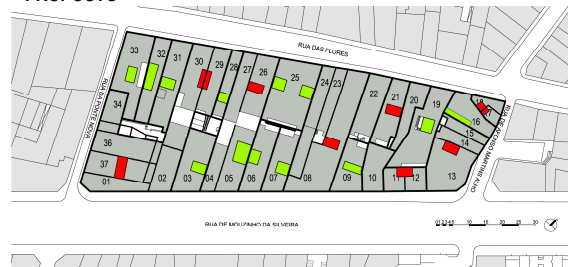 RUA DAS FLORES
33 32 31 30 29 28 27 26 25 24 23 22 21 20 19 18 17
16
15
14
34
36
37
01 02 03 04 05 06 07 08 09 10 11 12 13
RUA DA PONTE NOVA
RUA DE AFONSO MARTINS ALHO
RUA DE MOUZINHO DA SILVEIRA
0 1 2 3 4 5 10 15 20 25 30